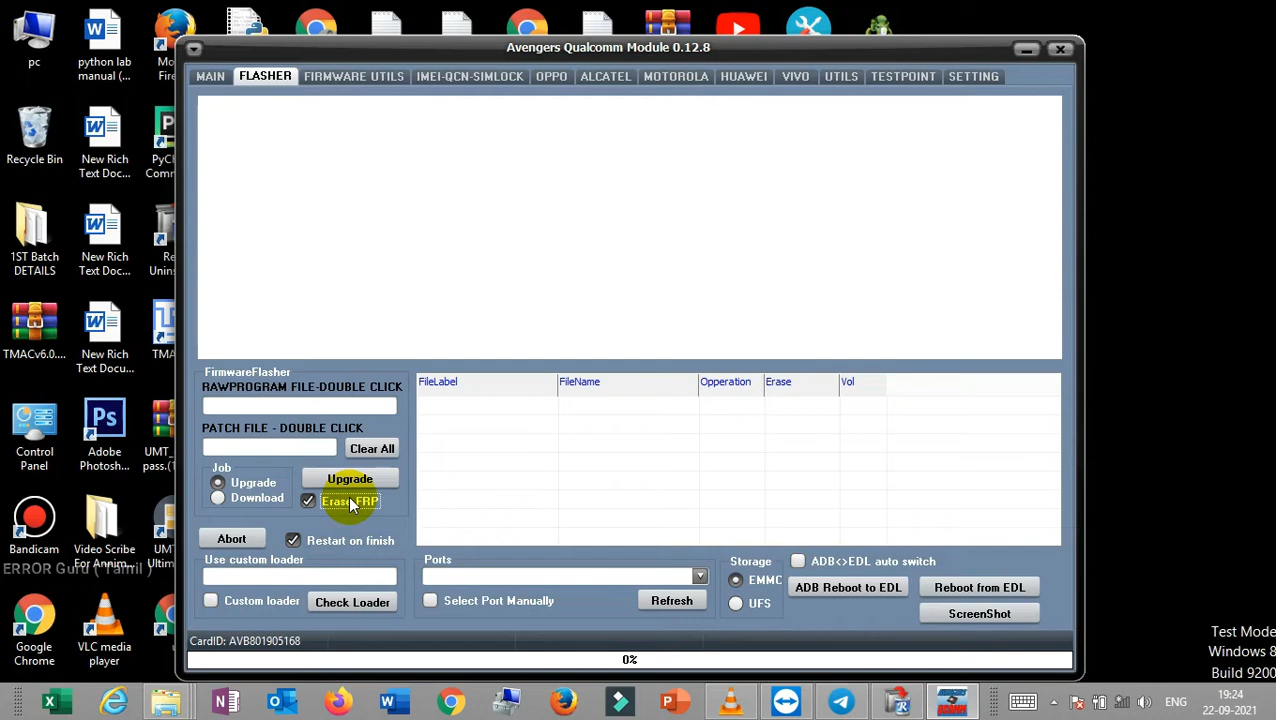 Avengers Qualcomm Module 0.12.8
MAIN
FLASHER
FIRMWARE UTILS
IMEI-QCN-SIMLOCK
OPPO
ALCATEL
MOTOROLA
HUAWEI
VIVO
UTILS
TESTPOINT
SETTING
pc
python lab
manual (...
Recycle Bin
New Rich
Text Doc...
1ST Batch
DETAILS
New Rich
Text Doc...
TMACv6.0....
New Rich
Text Docu...
Control
Panel
Adobe
Photosh...
Bandicam
Video Scribe
For Annim...
ERROR Guru ( Tamil )
Google
Chrome
VLC media
player
FirmwareFlasher
RAWPROGRAM FILE-DOUBLE CLICK
PATCH FILE - DOUBLE CLICK
Clear All
Job
Upgrade
Download
Upgrade
Erase FRP
Abort
Restart on finish
Use custom loader
Custom loader
Check Loader
FileLabel
FileName
Opperation
Erase
Vol
Ports
Select Port Manually
Refresh
Storage
EMMC
UFS
ADB<>EDL auto switch
ADB Reboot to EDL
Reboot from EDL
ScreenShot
CardID: AVB801905168
0%
Test Mode
Windows 8
Build 9200
ENG
19:24
22-09-2021